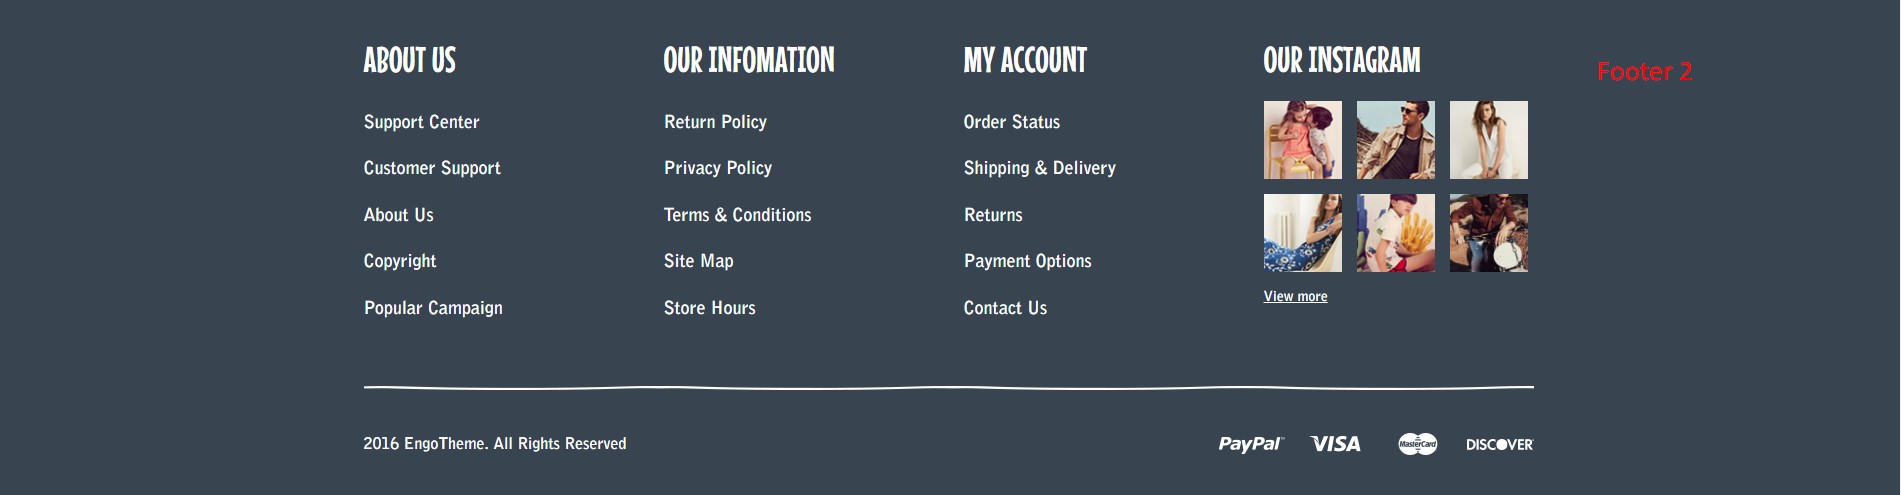 ABOUT US
Support Center
Customer Support
About Us
Copyright
Popular Campaign
OUR INFOMATION
Return Policy
Privacy Policy
Terms & Conditions
Site Map
Store Hours
MY ACCOUNT
Order Status
Shipping & Delivery
Returns
Payment Options
Contact Us
OUR INSTAGRAM
View more
Footer 2
2016 EngoTheme. All Rights Reserved
PayPal VISA MasterCard DISCOVER